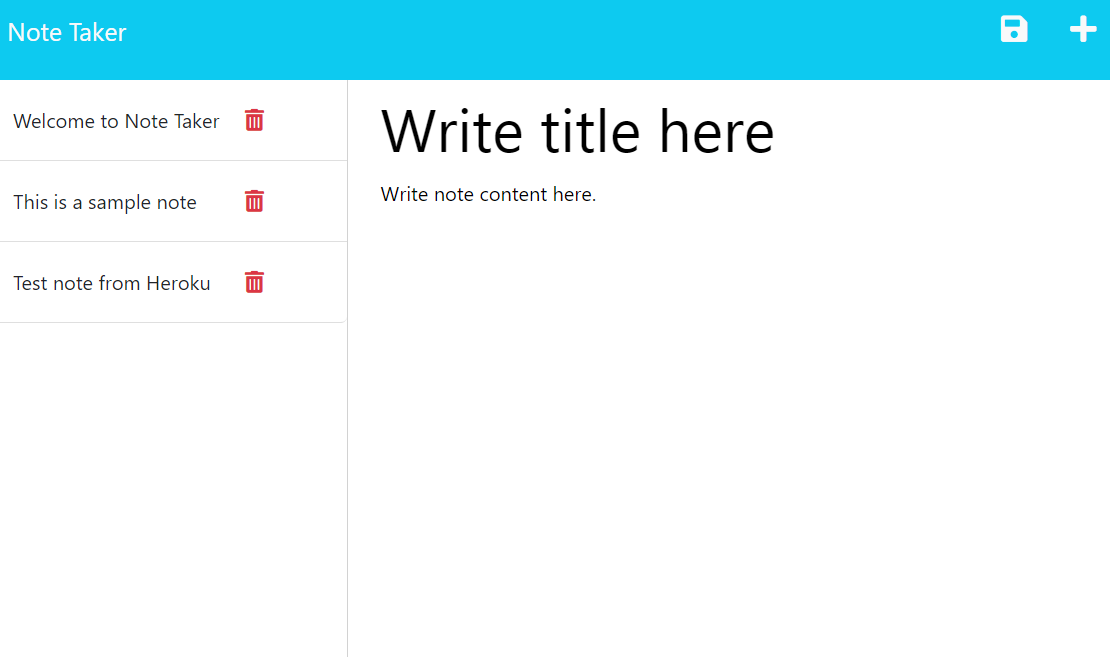 Note Taker
Welcome to Note Taker
This is a sample note
Test note from Heroku
Write title here
Write note content here.